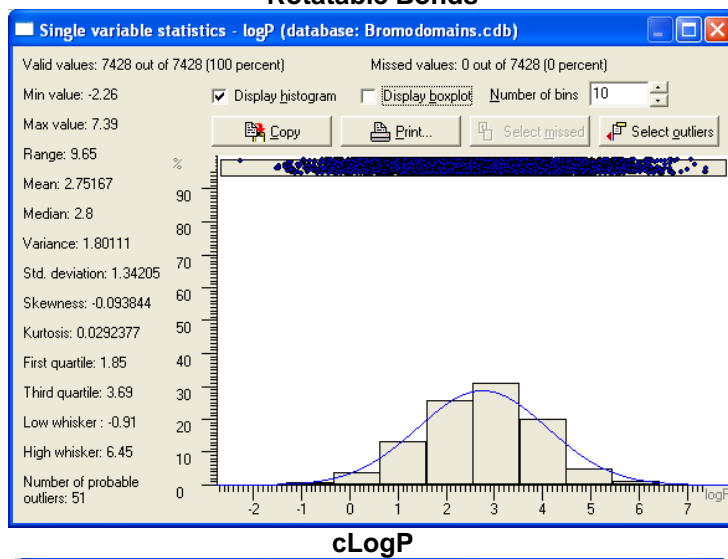 Rotatable Bonds
Single variable statistics - logP (database: Bromodomains.cdb)
Valid values: 7428 out of 7428 (100 percent) Missed values: 0 out of 7428 (0 percent)
Min value: -2.26
Display histogram Display boxplot Number of bins 10
Max value: 7.39
Copy Print... Select missed Select outliers
Range: 9.65
Mean: 2.75167
Median: 2.8
Variance: 1.80111
Std. deviation: 1.34205
Skewness: -0.093844
Kurtosis: 0.0292377
First quartile: 1.85
Third quartile: 3.69
Low whisker : -0.91
High whisker: 6.45
Number of probable
outliers: 51
%
90
80
70
60
50
40
30
20
10
0
-2 -1 0 1 2 3 4 5 6 7 logP
cLogP